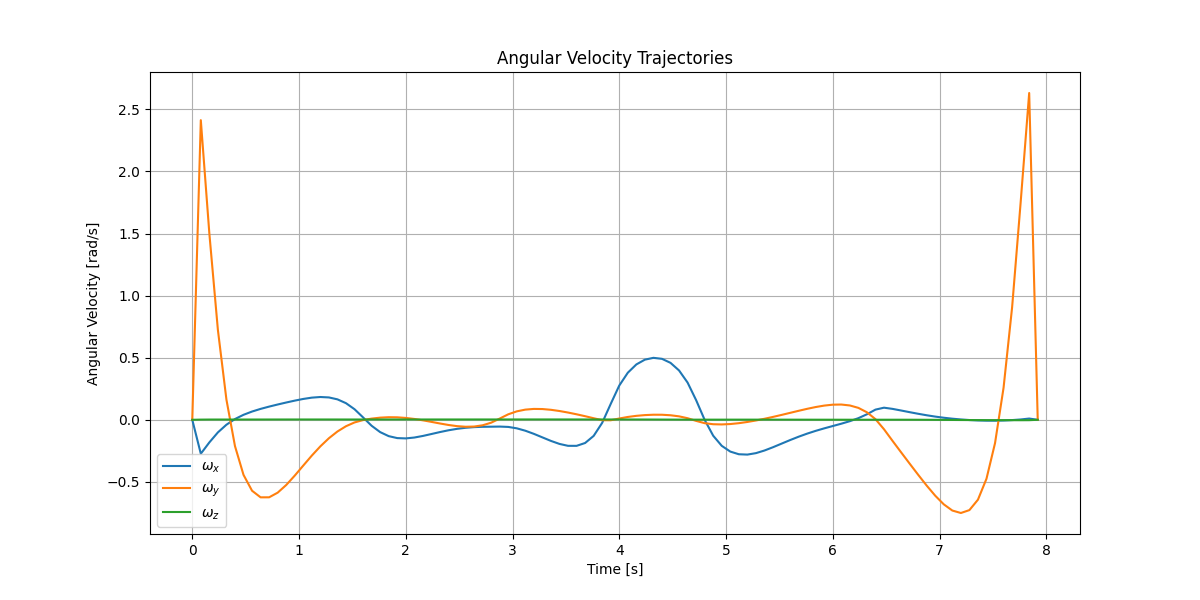 Angular Velocity Trajectories
Angular Velocity [rad/s]
2.5
2.0
1.5
1.0
0.5
0.0
−0.5
ωx
ωy
ωz
0 1 2 3 4 5 6 7 8
Time [s]